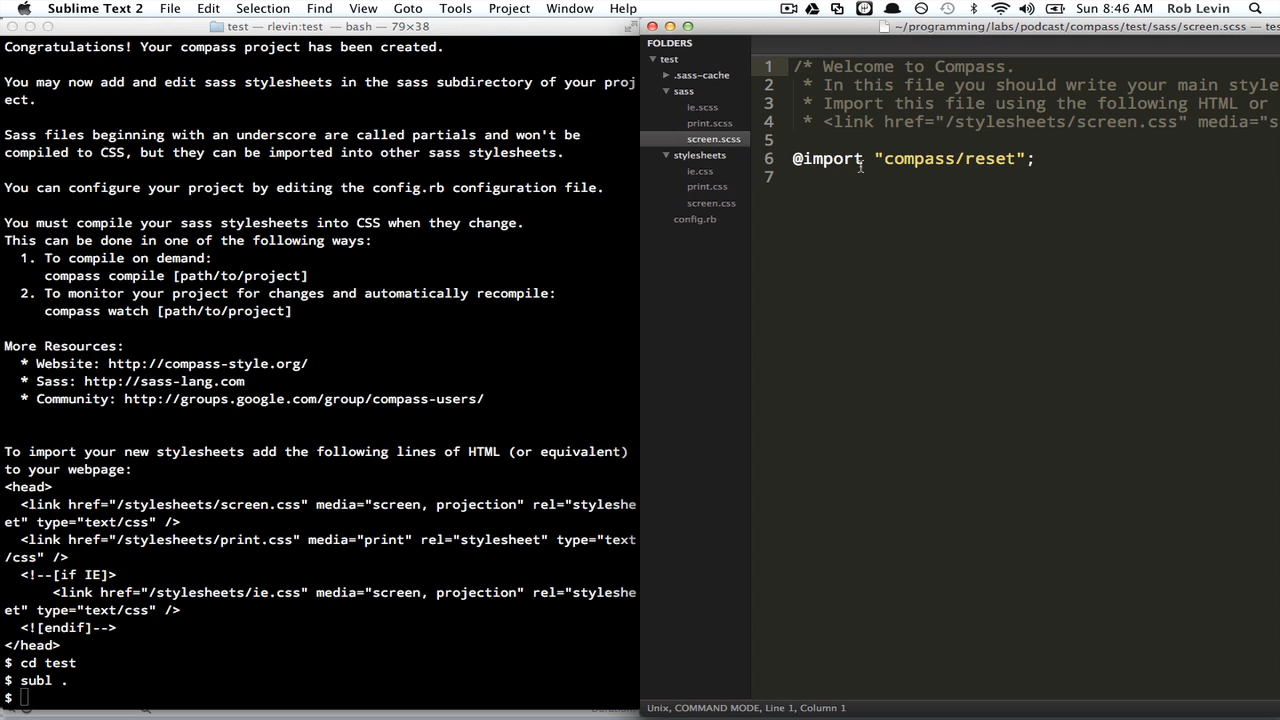 Sublime Text 2 File Edit Selection Find View Goto Tools Project Window Help Sun 8:46 AM Rob Levin
test — rlevin:test — bash — 79×38
Congratulations! Your compass project has been created.
You may now add and edit sass stylesheets in the sass subdirectory of your proj
ect.
Sass files beginning with an underscore are called partials and won't be
compiled to CSS, but they can be imported into other sass stylesheets.
You can configure your project by editing the config.rb configuration file.
You must compile your sass stylesheets into CSS when they change.
This can be done in one of the following ways:
1. To compile on demand:
compass compile [path/to/project]
2. To monitor your project for changes and automatically recompile:
compass watch [path/to/project]
More Resources:
* Website: http://compass-style.org/
* Sass: http://sass-lang.com
* Community: http://groups.google.com/group/compass-users/
To import your new stylesheets add the following lines of HTML (or equivalent)
to your webpage:
<head>
<link href="/stylesheets/screen.css" media="screen, projection" rel="styleshe
et" type="text/css" />
<link href="/stylesheets/print.css" media="print" rel="stylesheet" type="text
/css" />
<!--[if IE]>
<link href="/stylesheets/ie.css" media="screen, projection" rel="styleshe
et" type="text/css" />
<![endif]-->
</head>
$ cd test
$ subl .
$
~/programming/labs/podcast/compass/test/sass/screen.scss — tes
FOLDERS
test
.sass-cache
sass
ie.scss
print.scss
screen.scss
stylesheets
ie.css
print.css
screen.css
config.rb
1 /* Welcome to Compass.
2 * In this file you should write your main style
3 * Import this file using the following HTML or
4 * <link href="/stylesheets/screen.css" media="s
5
6 @import "compass/reset";
7
Unix, COMMAND MODE, Line 1, Column 1